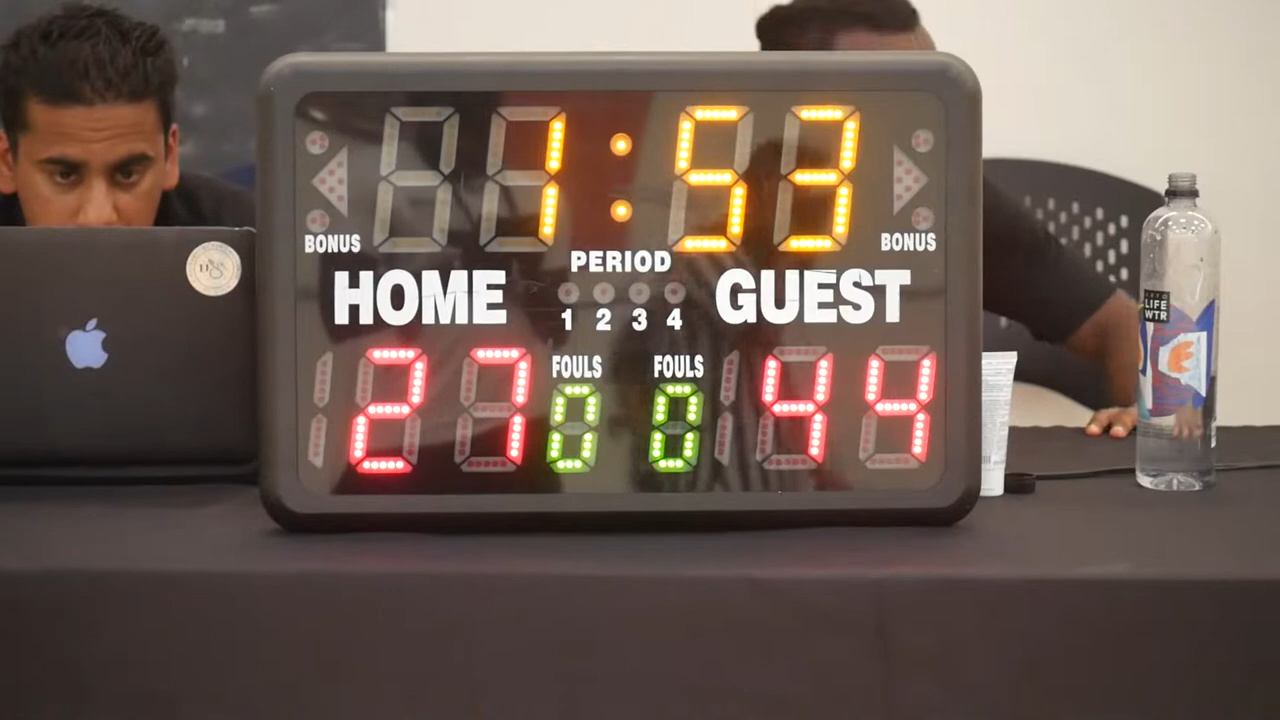 1:53
BONUS
BONUS
PERIOD
HOME
GUEST
1 2 3 4
FOULS
FOULS
27
0
0
44
LIFE
WTR